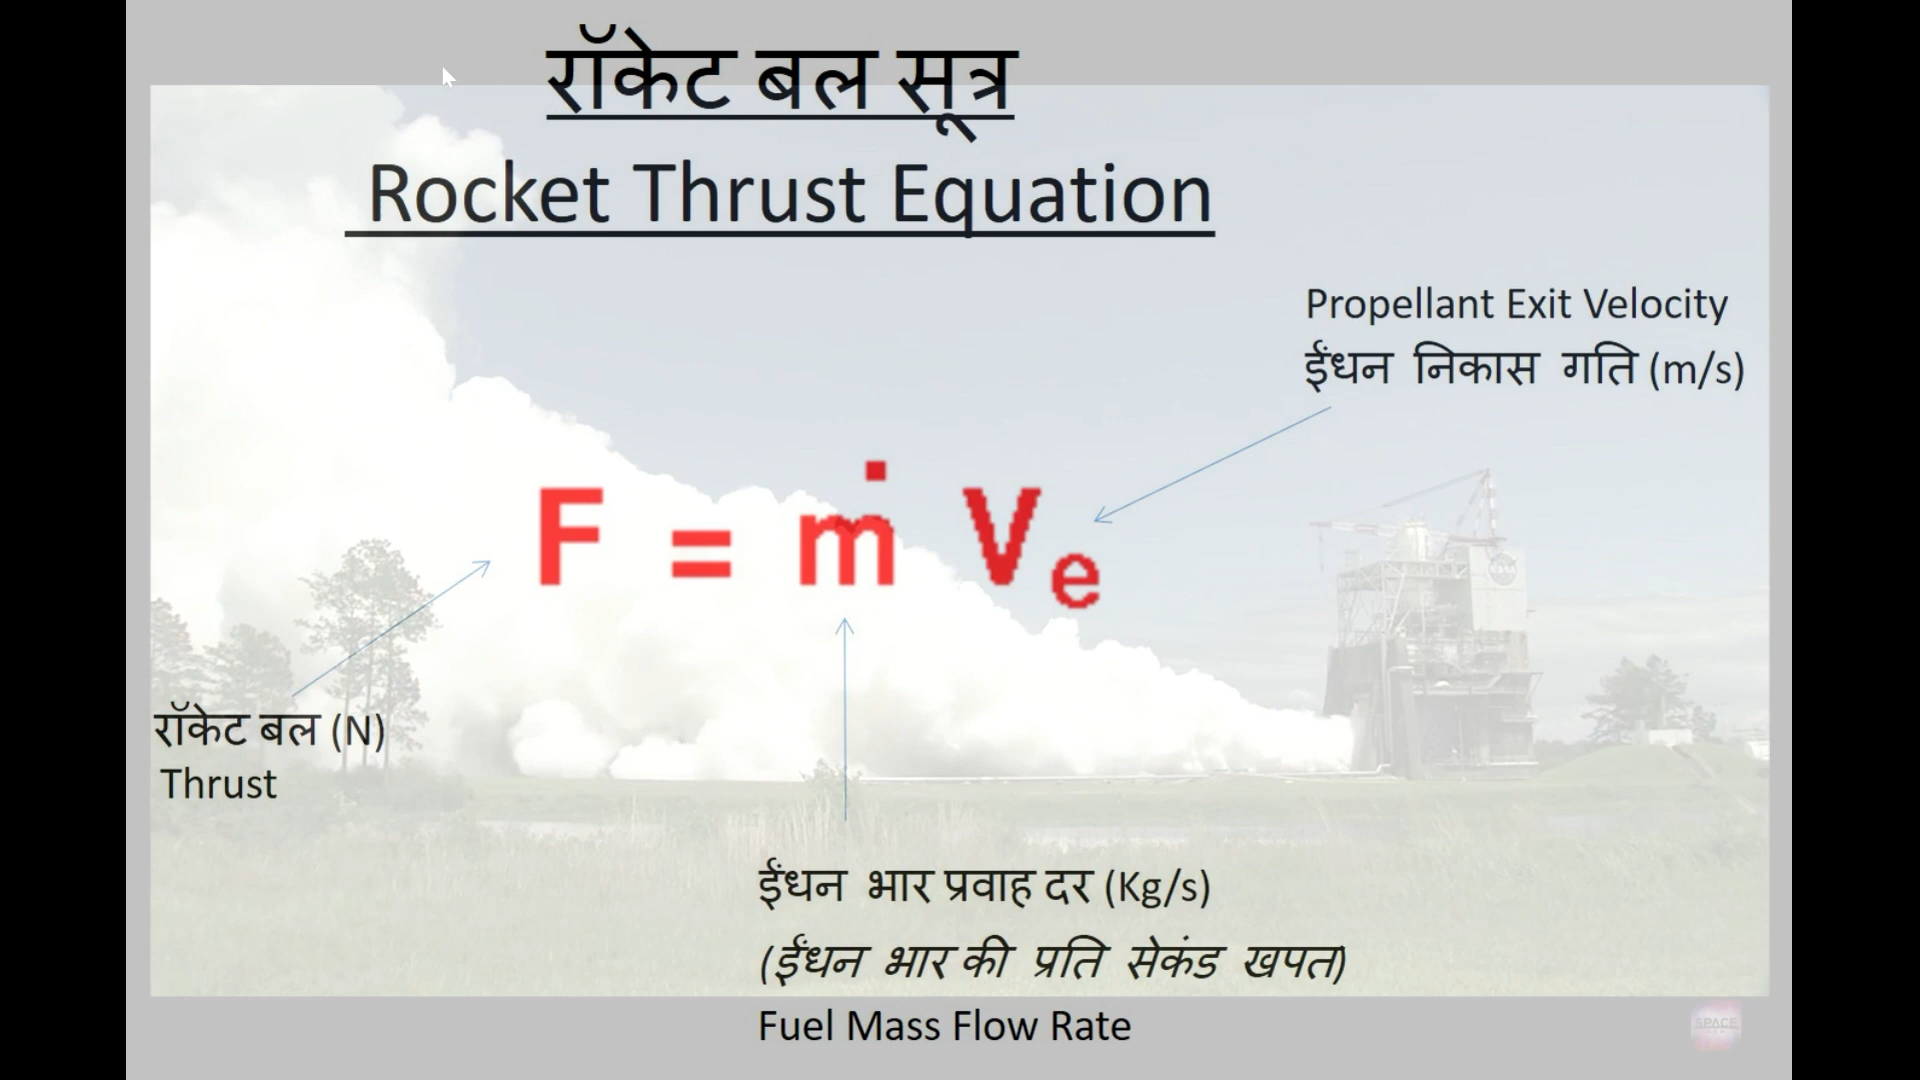 रॉकेट बल सूत्र
Rocket Thrust Equation
Propellant Exit Velocity
ईंधन निकास गति (m/s)
F = ṁ Vₑ
रॉकेट बल (N)
Thrust
ईंधन भार प्रवाह दर (Kg/s)
(ईंधन भार की प्रति सेकंड खपत)
Fuel Mass Flow Rate
SPACE